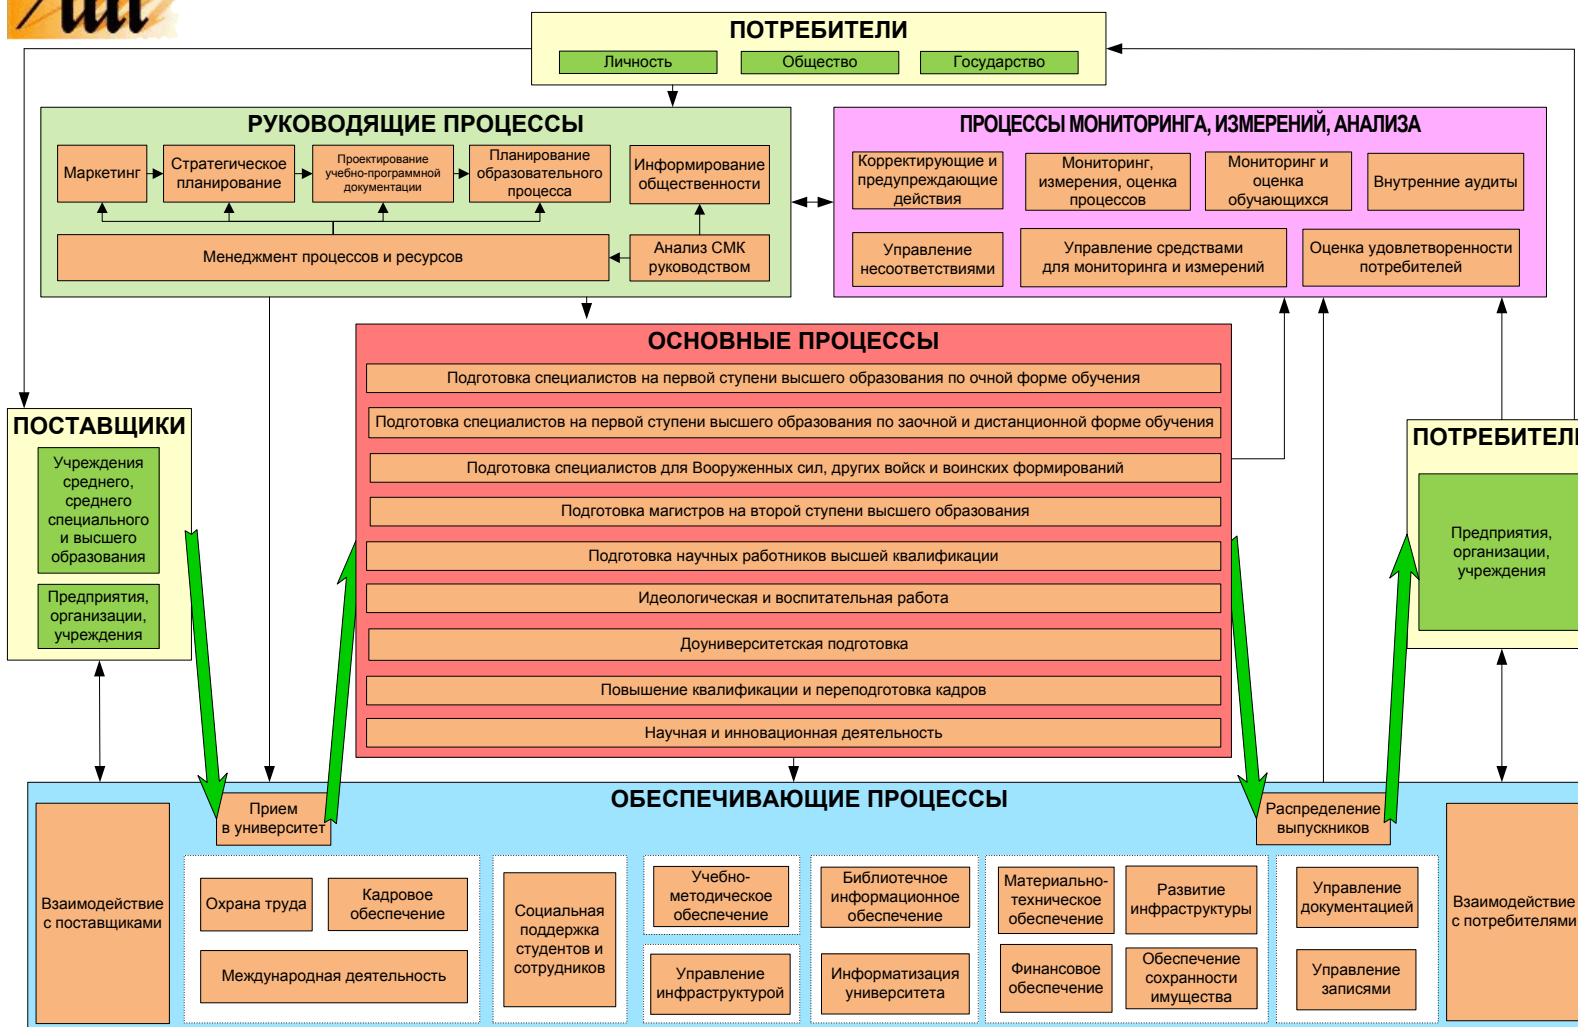 ПОТРЕБИТЕЛИ
Личность
Общество
Государство
РУКОВОДЯЩИЕ ПРОЦЕССЫ
Маркетинг
Стратегическое
планирование
Проектирование
учебно-программной
документации
Планирование
образовательного
процесса
Информирование
общественности
Менеджмент процессов и ресурсов
Анализ СМК
руководством
ПРОЦЕССЫ МОНИТОРИНГА, ИЗМЕРЕНИЙ, АНАЛИЗА
Корректирующие и
предупреждающие
действия
Мониторинг,
измерения, оценка
процессов
Мониторинг и
оценка
обучающихся
Внутренние аудиты
Управление
несоответствиями
Управление средствами
для мониторинга и измерений
Оценка удовлетворенности
потребителей
ОСНОВНЫЕ ПРОЦЕССЫ
Подготовка специалистов на первой ступени высшего образования по очной форме обучения
Подготовка специалистов на первой ступени высшего образования по заочной и дистанционной форме обучения
Подготовка специалистов для Вооруженных сил, других войск и воинских формирований
Подготовка магистров на второй ступени высшего образования
Подготовка научных работников высшей квалификации
Идеологическая и воспитательная работа
Доуниверситетская подготовка
Повышение квалификации и переподготовка кадров
Научная и инновационная деятельность
ПОСТАВЩИКИ
Учреждения
среднего,
среднего
специального
и высшего
образования
Предприятия,
организации,
учреждения
ПОТРЕБИТЕЛИ
Предприятия,
организации,
учреждения
ОБЕСПЕЧИВАЮЩИЕ ПРОЦЕССЫ
Взаимодействие
с поставщиками
Прием
в университет
Распределение
выпускников
Взаимодействие
с потребителями
Охрана труда
Кадровое
обеспечение
Международная деятельность
Социальная
поддержка
студентов и
сотрудников
Учебно-
методическое
обеспечение
Управление
инфраструктурой
Библиотечное
информационное
обеспечение
Информатизация
университета
Материально-
техническое
обеспечение
Развитие
инфраструктуры
Финансовое
обеспечение
Обеспечение
сохранности
имущества
Управление
документацией
Управление
записями